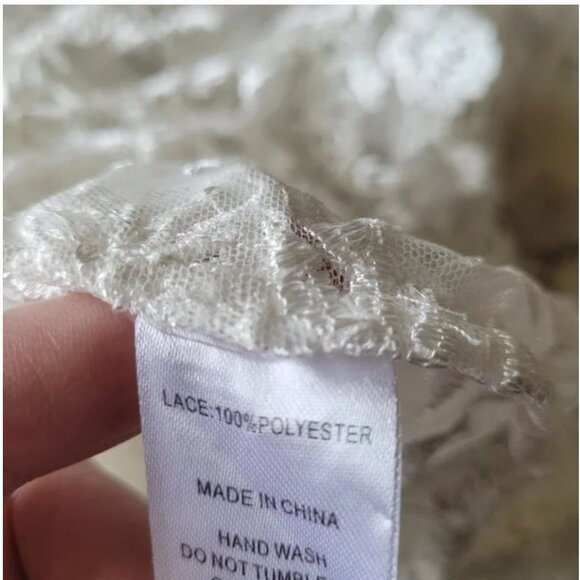 LACE:100%POLYESTER
MADE IN CHINA
HAND WASH
DO NOT TUMBLE